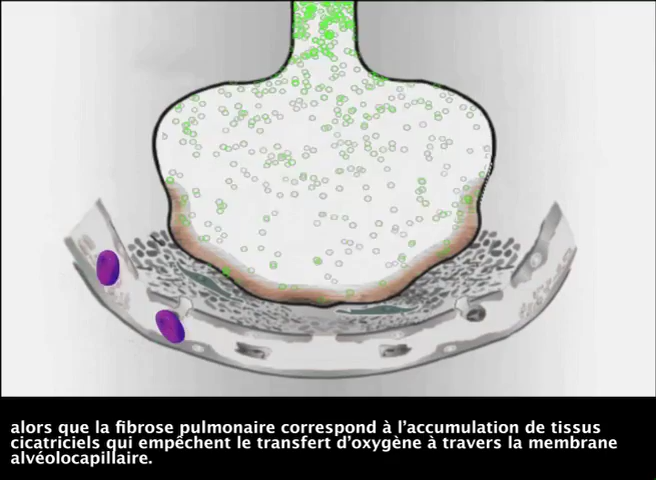 alors que la fibrose pulmonaire correspond à l’accumulation de tissus
cicatriciels qui empêchent le transfert d’oxygène à travers la membrane
alvéolocapillaire.